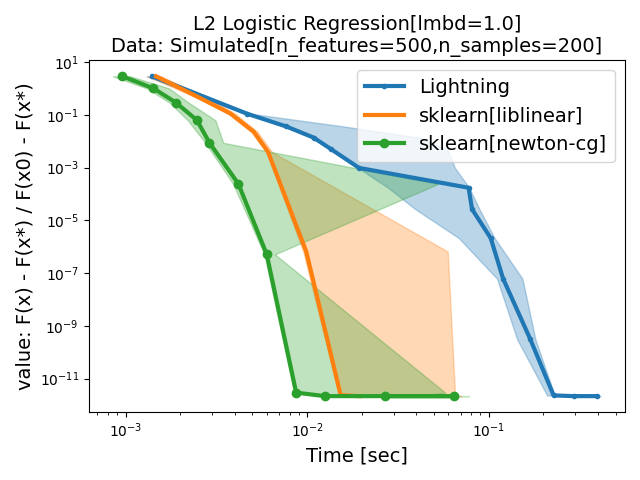 L2 Logistic Regression[lmbd=1.0]
Data: Simulated[n_features=500,n_samples=200]
value: F(x) - F(x*) / F(x0) - F(x*)
10¹
10⁻¹
10⁻³
10⁻⁵
10⁻⁷
10⁻⁹
10⁻¹¹
Lightning
sklearn[liblinear]
sklearn[newton-cg]
10⁻³
10⁻²
10⁻¹
Time [sec]